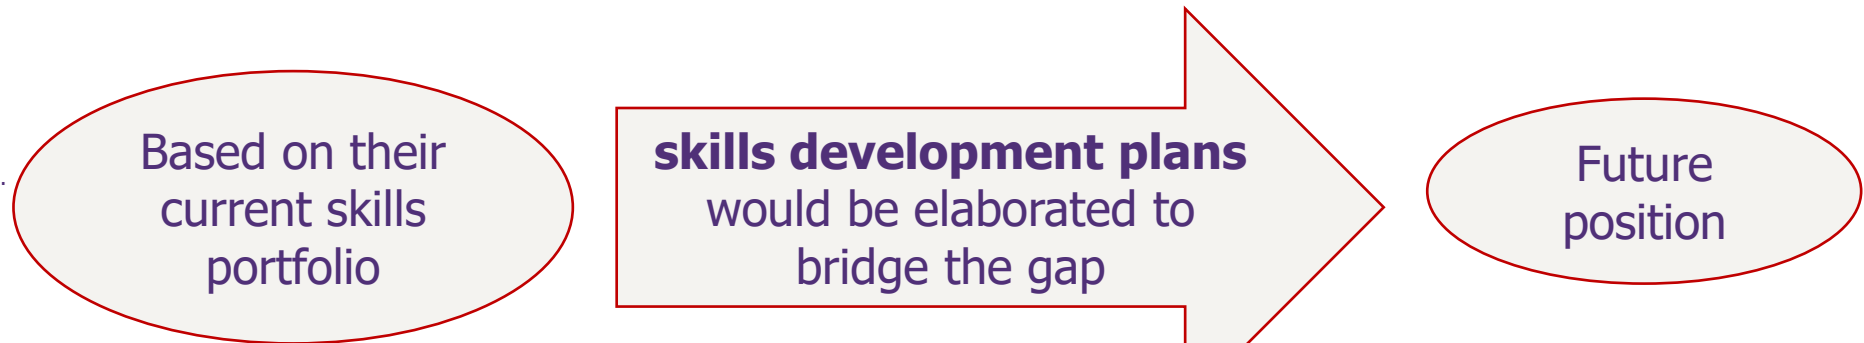 Based on their
current skills
portfolio
skills development plans
would be elaborated to
bridge the gap
Future
position